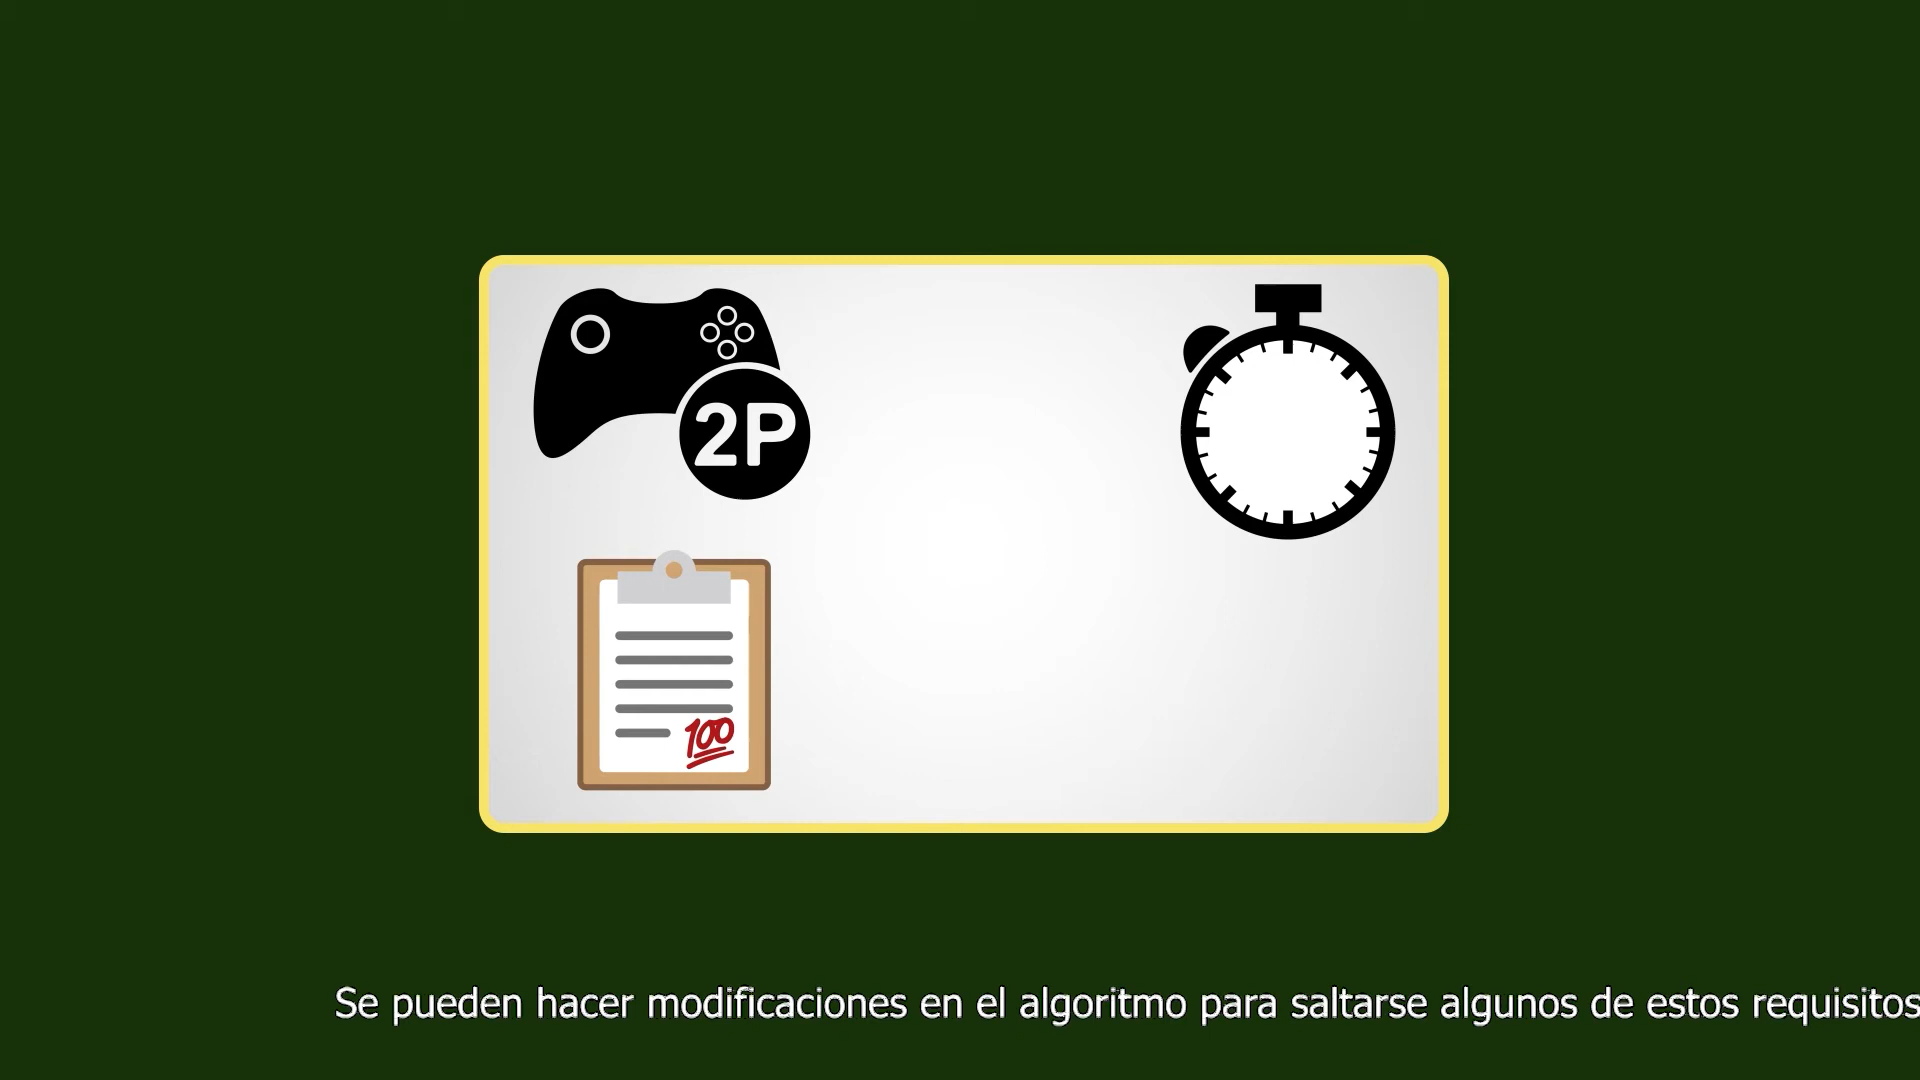 2P
100
Se pueden hacer modificaciones en el algoritmo para saltarse algunos de estos requisitos